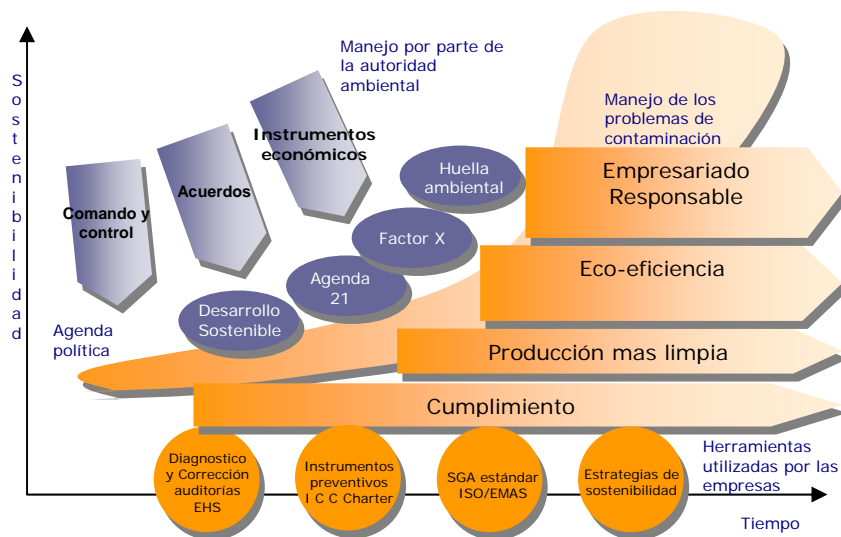 Sostenibilidad
Manejo por parte de
la autoridad
ambiental
Manejo de los
problemas de
contaminación
Instrumentos
económicos
Acuerdos
Comando y
control
Huella
ambiental
Factor X
Agenda
21
Desarrollo
Sostenible
Agenda
política
Empresariado
Responsable
Eco-eficiencia
Producción mas limpia
Cumplimiento
Diagnostico
y Corrección
auditorías
EHS
Instrumentos
preventivos
I C C Charter
SGA estándar
ISO/EMAS
Estrategias de
sostenibilidad
Herramientas
utilizadas por las
empresas
Tiempo